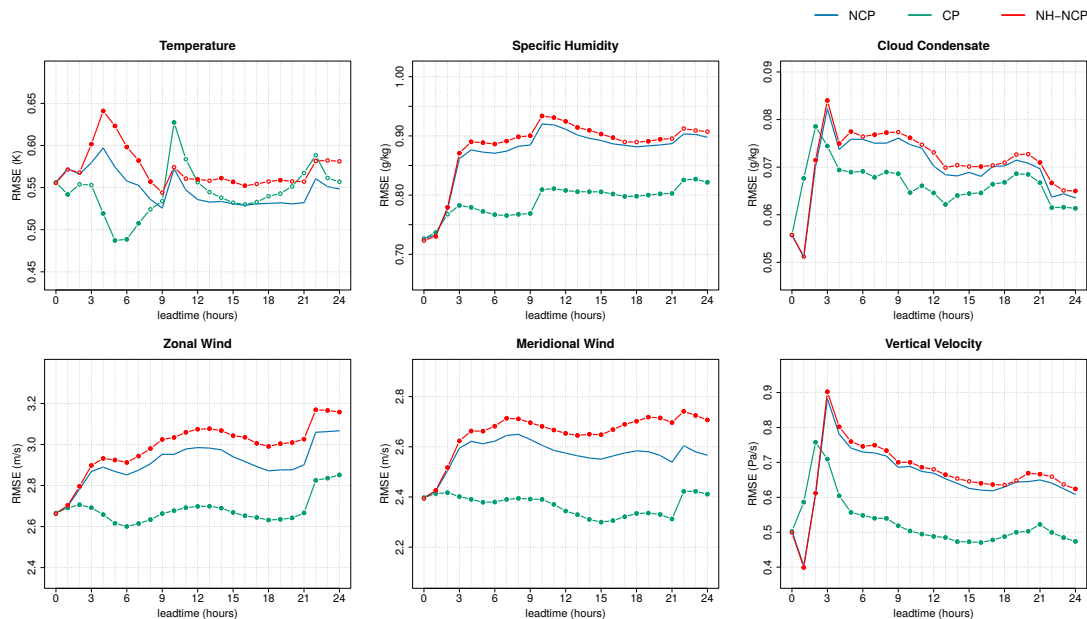 NCP CP NH−NCP
Temperature
RMSE (K)
0.45 0.50 0.55 0.60 0.65
0 3 6 9 12 15 18 21 24
leadtime (hours)
Specific Humidity
RMSE (g/kg)
0.70 0.80 0.90 1.00
0 3 6 9 12 15 18 21 24
leadtime (hours)
Cloud Condensate
RMSE (g/kg)
0.05 0.06 0.07 0.08 0.09
0 3 6 9 12 15 18 21 24
leadtime (hours)
Zonal Wind
RMSE (m/s)
2.4 2.6 2.8 3.0 3.2
0 3 6 9 12 15 18 21 24
leadtime (hours)
Meridional Wind
RMSE (m/s)
2.2 2.4 2.6 2.8
0 3 6 9 12 15 18 21 24
leadtime (hours)
Vertical Velocity
RMSE (Pa/s)
0.4 0.5 0.6 0.7 0.8 0.9
0 3 6 9 12 15 18 21 24
leadtime (hours)